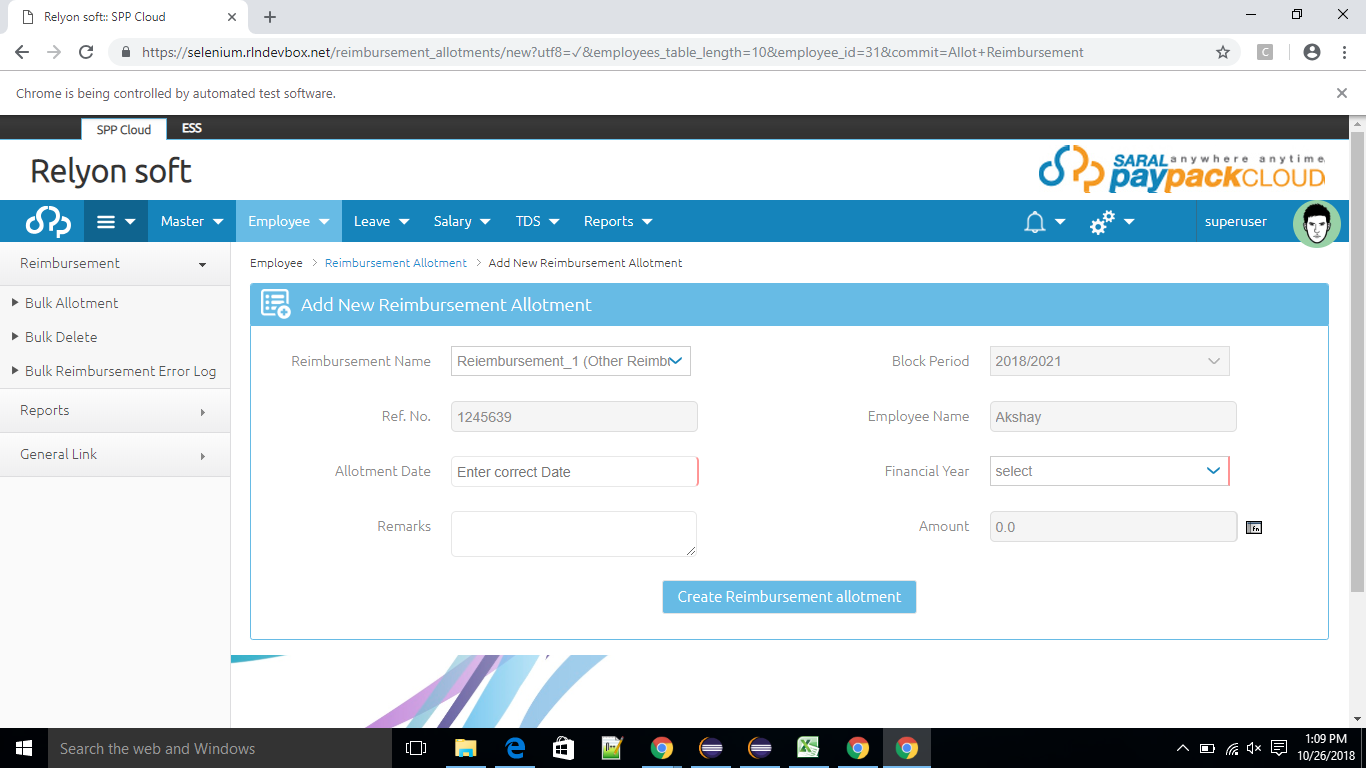 Relyon soft:: SPP Cloud
https://selenium.rlndevbox.net/reimbursement_allotments/new?utf8=✓&employees_table_length=10&employee_id=31&commit=Allot+Reimbursement
C
Chrome is being controlled by automated test software.
SPP Cloud ESS
Relyon soft
SARAL anywhere anytime
paypackCLOUD
Master Employee Leave Salary TDS Reports superuser
Reimbursement
Employee > Reimbursement Allotment > Add New Reimbursement Allotment
Bulk Allotment
Bulk Delete
Bulk Reimbursement Error Log
Reports
General Link
Add New Reimbursement Allotment
Reimbursement Name Reiembursement_1 (Other Reimb Block Period 2018/2021
Ref. No. 1245639 Employee Name Akshay
Allotment Date Enter correct Date Financial Year select
Remarks Amount 0.0 fn
Create Reimbursement allotment
Search the web and Windows
1:09 PM
10/26/2018